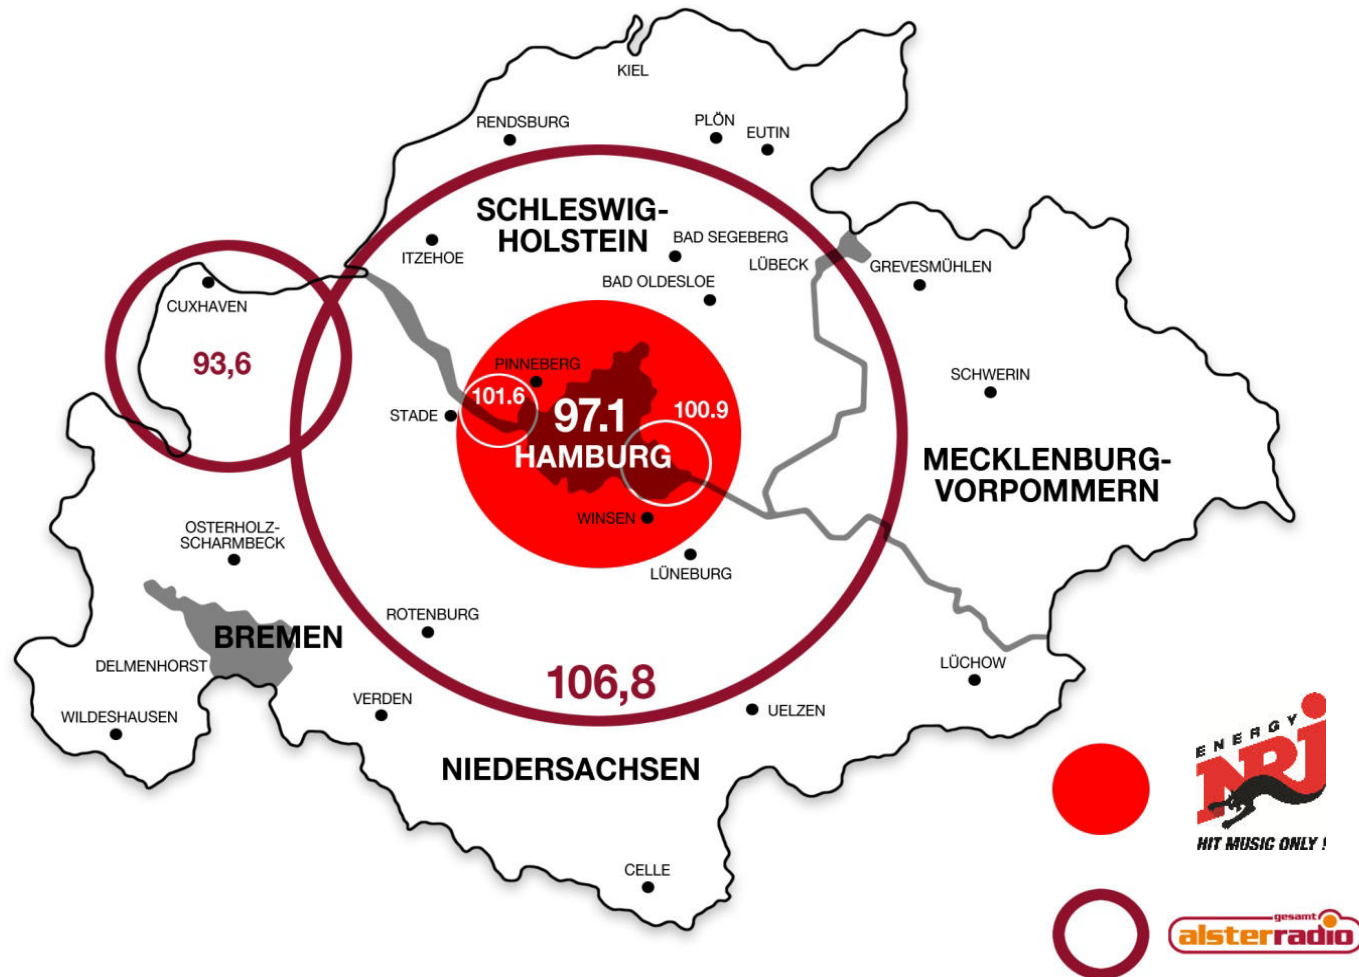 KIEL
RENDSBURG
PLÖN
EUTIN
SCHLESWIG-
HOLSTEIN
ITZEHOE
BAD SEGEBERG
LÜBECK
GREVESMÜHLEN
BAD OLDESLOE
CUXHAVEN
93,6
PINNEBERG
101.6
97.1
100.9
HAMBURG
STADE
SCHWERIN
MECKLENBURG-
VORPOMMERN
WINSEN
OSTERHOLZ-
SCHARMBECK
LÜNEBURG
ROTENBURG
BREMEN
DELMENHORST
106,8
LÜCHOW
WILDESHAUSEN
VERDEN
UELZEN
NIEDERSACHSEN
CELLE
ENERGY
NRJ
HIT MUSIC ONLY !
gesamt
alsterradio